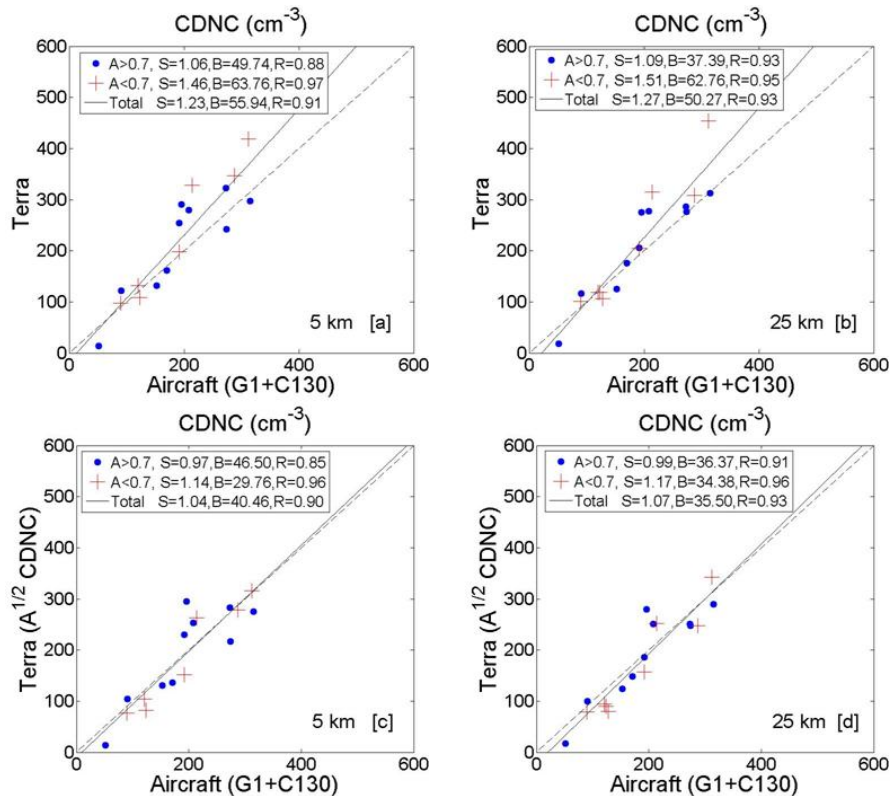 CDNC (cm⁻³)
600
500
400
300
200
100
0
Terra
A>0.7, S=1.06,B=49.74,R=0.88
A<0.7, S=1.46,B=63.76,R=0.97
Total S=1.23,B=55.94,R=0.91
5 km [a]
0 200 400 600
Aircraft (G1+C130)
CDNC (cm⁻³)
600
500
400
300
200
100
0
Terra
A>0.7, S=1.09,B=37.39,R=0.93
A<0.7, S=1.51,B=62.76,R=0.95
Total S=1.27,B=50.27,R=0.93
25 km [b]
0 200 400 600
Aircraft (G1+C130)
CDNC (cm⁻³)
600
500
400
300
200
100
0
Terra (A^1/2 CDNC)
A>0.7, S=0.97,B=46.50,R=0.85
A<0.7, S=1.14,B=29.76,R=0.96
Total S=1.04,B=40.46,R=0.90
5 km [c]
0 200 400 600
Aircraft (G1+C130)
CDNC (cm⁻³)
600
500
400
300
200
100
0
Terra (A^1/2 CDNC)
A>0.7, S=0.99,B=36.37,R=0.91
A<0.7, S=1.17,B=34.38,R=0.96
Total S=1.07,B=35.50,R=0.93
25 km [d]
0 200 400 600
Aircraft (G1+C130)